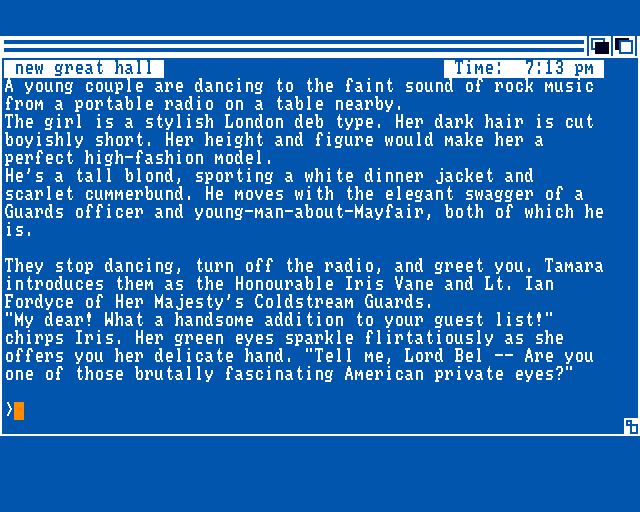 new great hall Time: 7:13 pm
A young couple are dancing to the faint sound of rock music
from a portable radio on a table nearby.
The girl is a stylish London deb type. Her dark hair is cut
boyishly short. Her height and figure would make her a
perfect high-fashion model.
He's a tall blond, sporting a white dinner jacket and
scarlet cummerbund. He moves with the elegant swagger of a
Guards officer and young-man-about-Mayfair, both of which he
is.
They stop dancing, turn off the radio, and greet you. Tamara
introduces them as the Honourable Iris Vane and Lt. Ian
Fordyce of Her Majesty's Coldstream Guards.
"My dear! What a handsome addition to your guest list!"
chirps Iris. Her green eyes sparkle flirtatiously as she
offers you her delicate hand. "Tell me, Lord Bel -- Are you
one of those brutally fascinating American private eyes?"
>